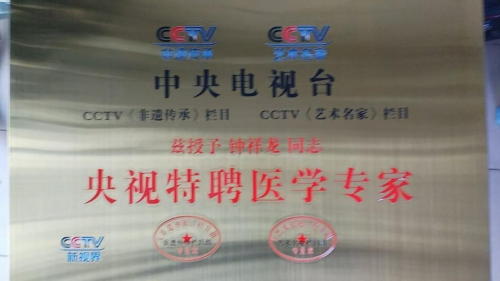 CCTV CCTV
中央电视台
CCTV《非遗传承》栏目 CCTV《艺术名家》栏目
兹授予 钟祥龙 同志
央视特聘医学专家
CCTV
新视界